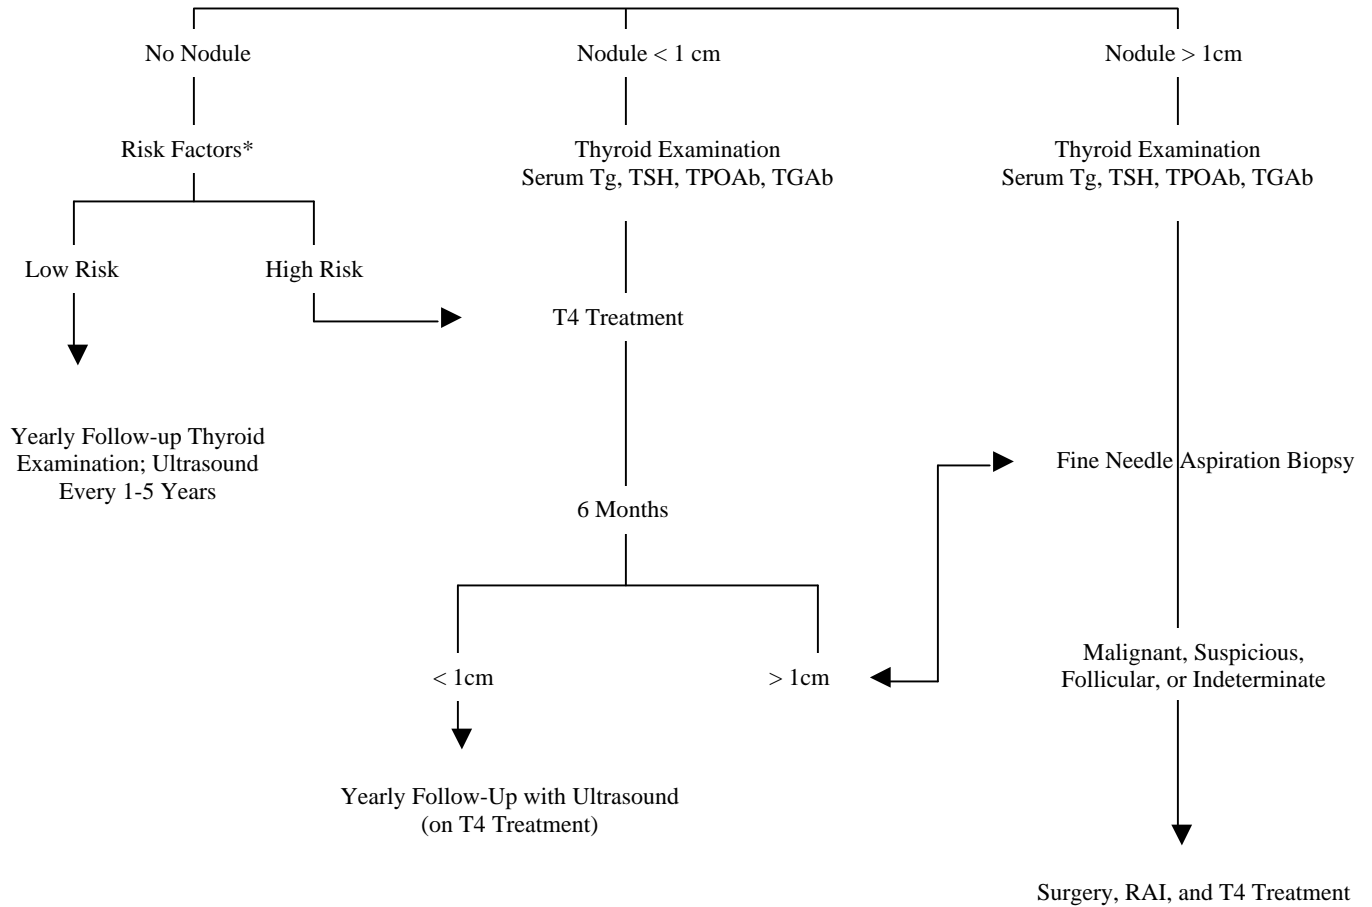 No Nodule
Nodule < 1 cm
Nodule > 1cm
Risk Factors*
Thyroid Examination
Serum Tg, TSH, TPOAb, TGAb
Thyroid Examination
Serum Tg, TSH, TPOAb, TGAb
Low Risk
High Risk
T4 Treatment
Yearly Follow-up Thyroid
Examination; Ultrasound
Every 1-5 Years
Fine Needle Aspiration Biopsy
6 Months
< 1cm
> 1cm
Malignant, Suspicious,
Follicular, or Indeterminate
Yearly Follow-Up with Ultrasound
(on T4 Treatment)
Surgery, RAI, and T4 Treatment